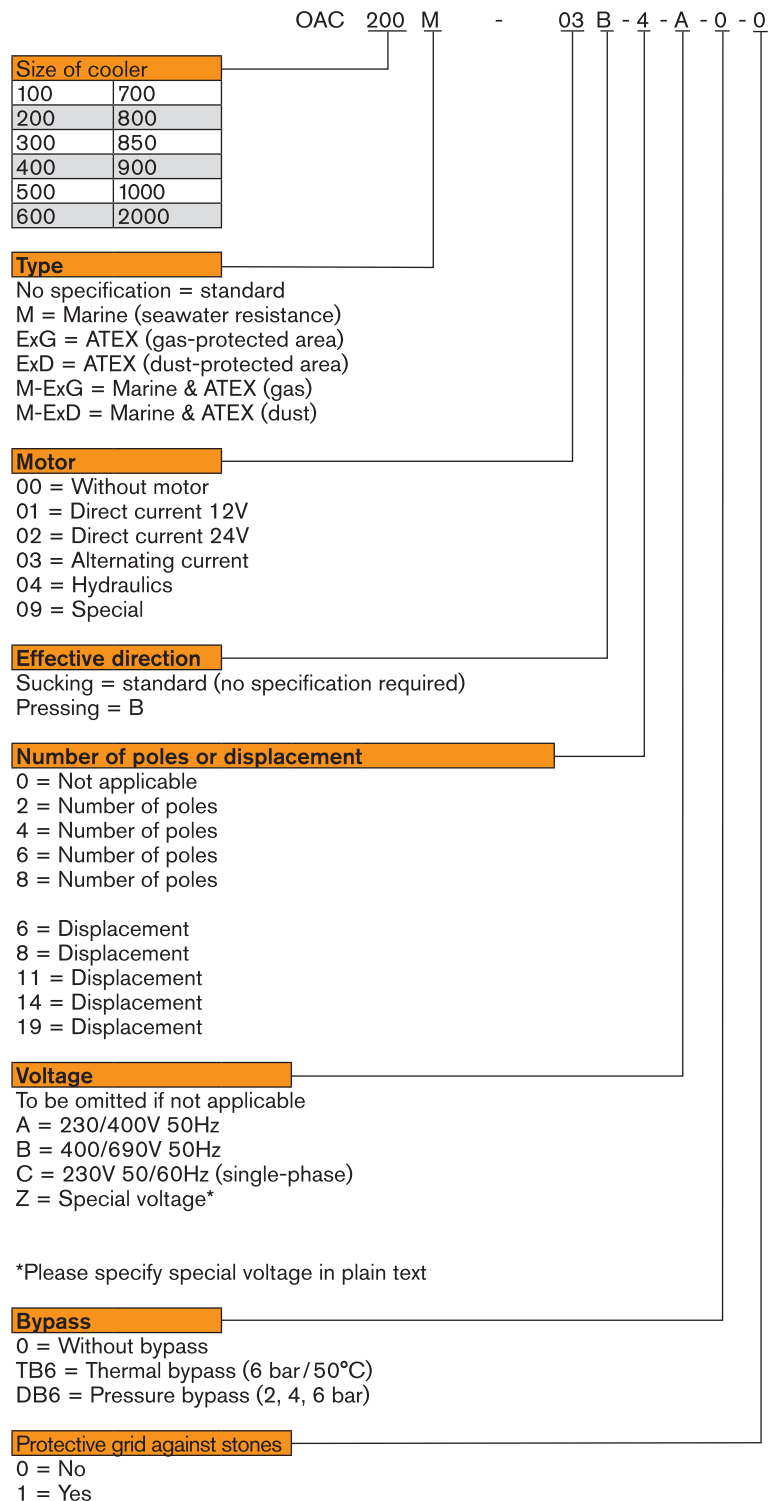 OAC 200 M - 03 B - 4 - A - 0 - 0
Size of cooler
100 700
200 800
300 850
400 900
500 1000
600 2000
Type
No specification = standard
M = Marine (seawater resistance)
ExG = ATEX (gas-protected area)
ExD = ATEX (dust-protected area)
M-ExG = Marine & ATEX (gas)
M-ExD = Marine & ATEX (dust)
Motor
00 = Without motor
01 = Direct current 12V
02 = Direct current 24V
03 = Alternating current
04 = Hydraulics
09 = Special
Effective direction
Sucking = standard (no specification required)
Pressing = B
Number of poles or displacement
0 = Not applicable
2 = Number of poles
4 = Number of poles
6 = Number of poles
8 = Number of poles
6 = Displacement
8 = Displacement
11 = Displacement
14 = Displacement
19 = Displacement
Voltage
To be omitted if not applicable
A = 230/400V 50Hz
B = 400/690V 50Hz
C = 230V 50/60Hz (single-phase)
Z = Special voltage*
*Please specify special voltage in plain text
Bypass
0 = Without bypass
TB6 = Thermal bypass (6 bar/50°C)
DB6 = Pressure bypass (2, 4, 6 bar)
Protective grid against stones
0 = No
1 = Yes